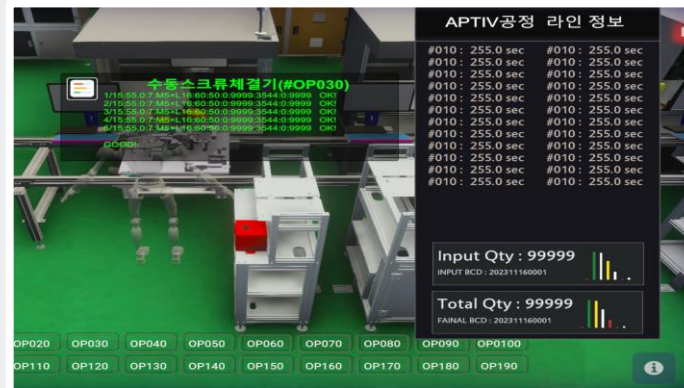 APTIV공정 라인 정보
#010 : 255.0 sec #010 : 255.0 sec
#010 : 255.0 sec #010 : 255.0 sec
#010 : 255.0 sec #010 : 255.0 sec
#010 : 255.0 sec #010 : 255.0 sec
#010 : 255.0 sec #010 : 255.0 sec
#010 : 255.0 sec #010 : 255.0 sec
#010 : 255.0 sec #010 : 255.0 sec
#010 : 255.0 sec #010 : 255.0 sec
#010 : 255.0 sec #010 : 255.0 sec
#010 : 255.0 sec #010 : 255.0 sec
#010 : 255.0 sec #010 : 255.0 sec
#010 : 255.0 sec #010 : 255.0 sec
수동스크류체결기(#OP030)
1/15:55.0:7:M5×L16:60:50:0:9999:3544:0:9999 OK!
2/15:55.0:7:M5×L16:60:50:0:9999:3544:0:9999 OK!
3/15:55.0:7:M5×L16:60:50:0:9999:3544:0:9999 OK!
4/15:55.0:7:M5×L16:60:50:0:9999:3544:0:9999 OK!
5/15:55.0:7:M5×L16:60:50:0:9999:3544:0:9999 OK!
GOOD!
Input Qty : 99999
INPUT BCD : 202311160001
Total Qty : 99999
FAINAL BCD : 202311160001
OP020 OP030 OP040 OP050 OP060 OP070 OP080 OP090 OP0100
OP110 OP120 OP130 OP140 OP150 OP160 OP170 OP180 OP190